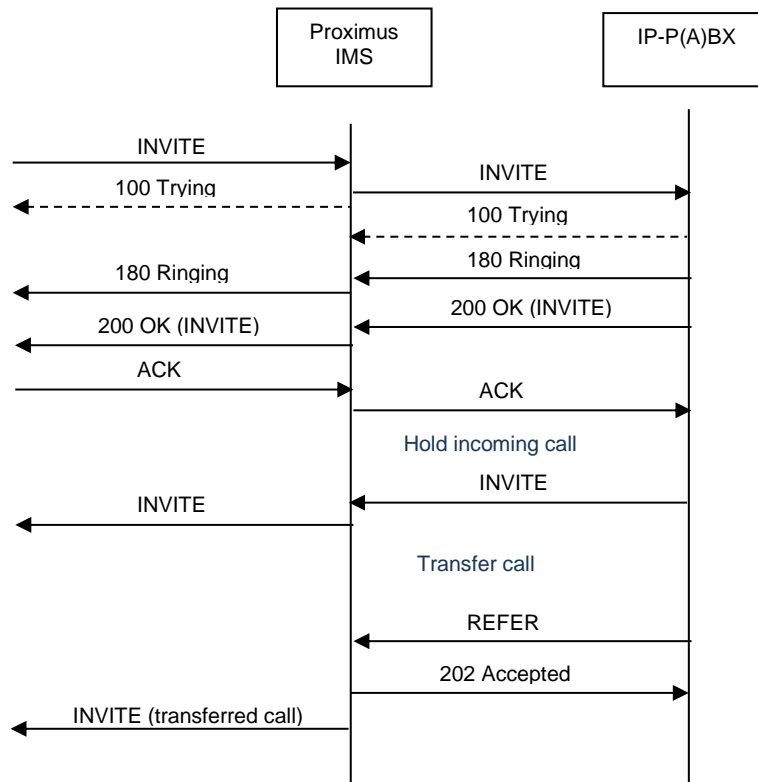 Proximus
IMS
IP-P(A)BX
INVITE
INVITE
100 Trying
100 Trying
180 Ringing
180 Ringing
200 OK (INVITE)
200 OK (INVITE)
ACK
ACK
Hold incoming call
INVITE
INVITE
Transfer call
REFER
202 Accepted
INVITE (transferred call)